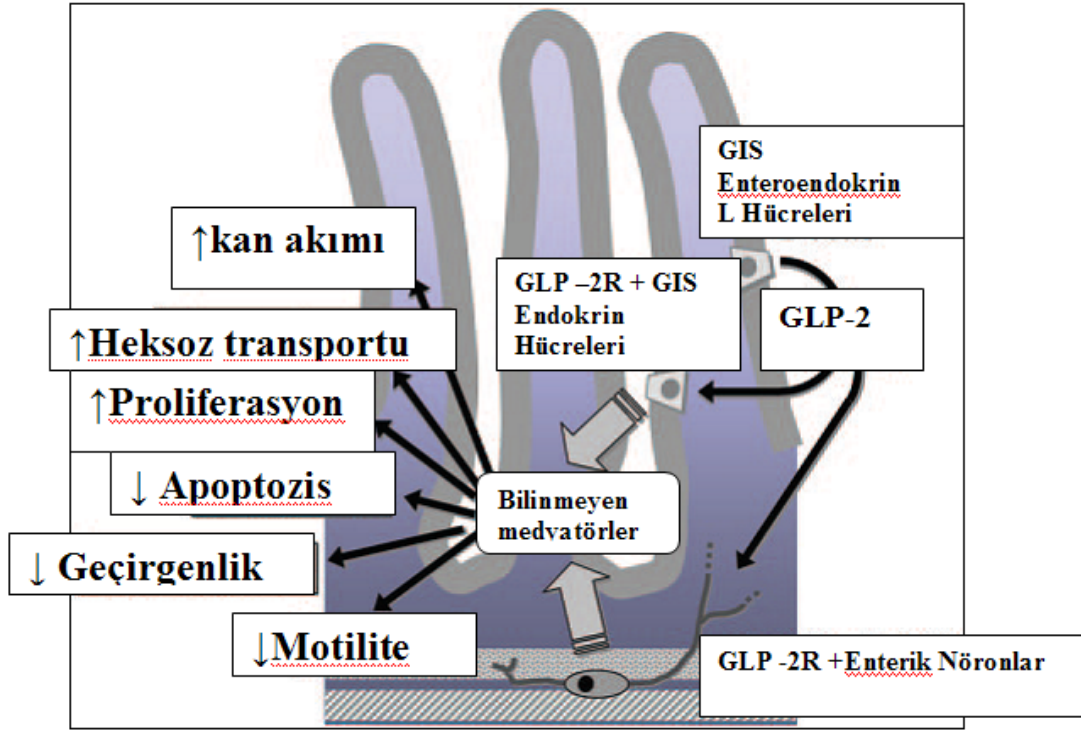 GIS
Enteroendokrin
L Hücreleri
↑kan akımı
GLP –2R + GIS
Endokrin
Hücreleri
GLP-2
↑Heksoz transportu
↑Proliferasyon
↓ Apoptozis
Bilinmeyen
medyatörler
↓ Geçirgenlik
↓Motilite
GLP -2R +Enterik Nöronlar